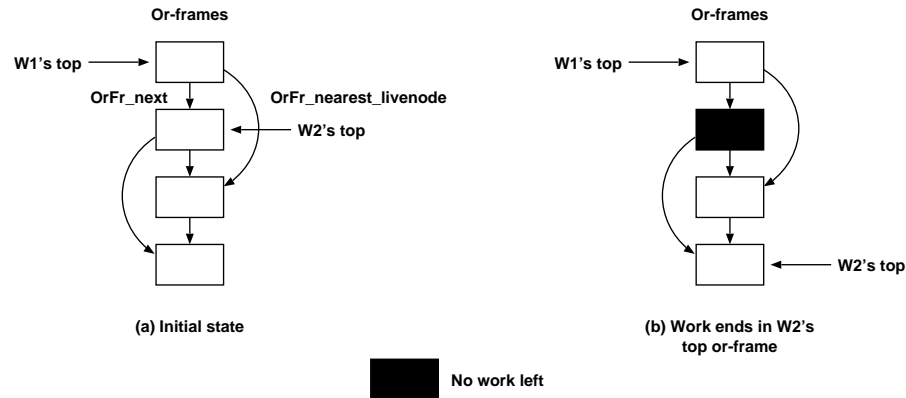 Or-frames
W1's top
OrFr_next
OrFr_nearest_livenode
W2's top
(a) Initial state
Or-frames
W1's top
W2's top
(b) Work ends in W2's
top or-frame
No work left